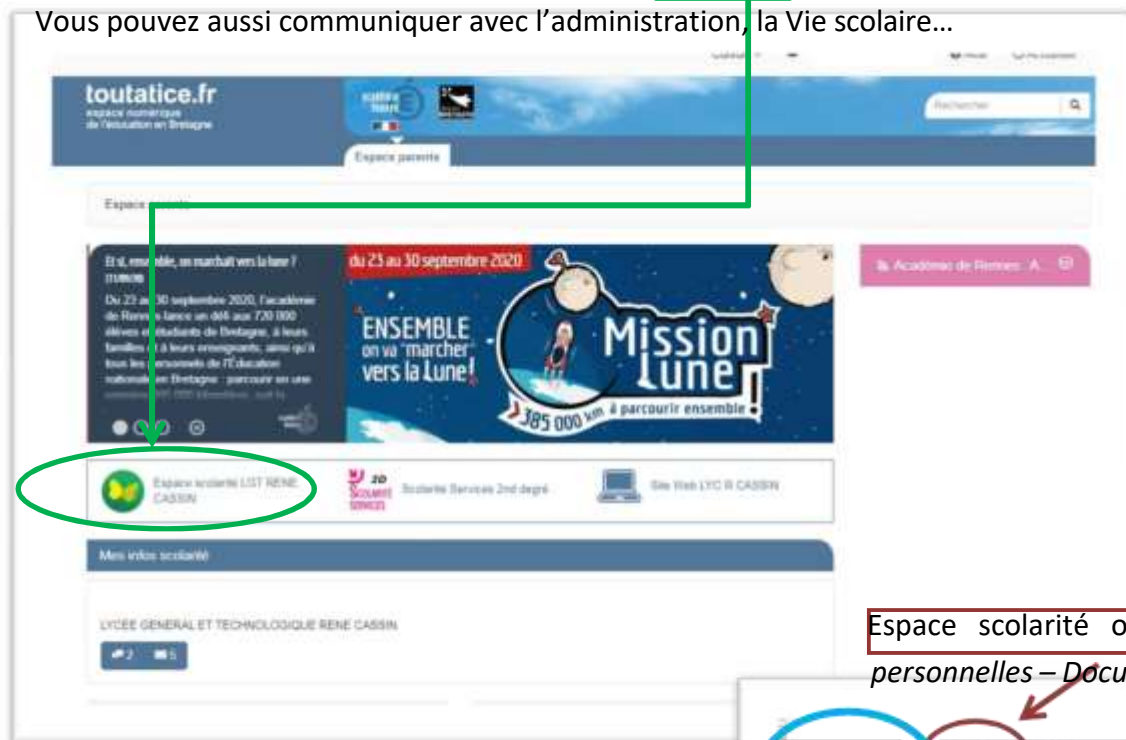 Vous pouvez aussi communiquer avec l’administration, la Vie scolaire…
toutatice.fr
espace numérique
de l'éducation en Bretagne
Rechercher
Espace parents
Espace
Et si, ensemble, on marchait vers la lune ?
Du 23 au 30 septembre 2020, l'académie
de Rennes lance un défi aux 720 000
élèves et étudiants de Bretagne, à leurs
familles et à leurs enseignants, ainsi qu'à
tous les personnels de l'Éducation
nationale en Bretagne : parcourir en une
du 23 au 30 septembre 2020
ENSEMBLE
on va "marcher"
vers la Lune!
Mission
Lune!
385 000 km à parcourir ensemble
Académie de Rennes : A...
Espace scolarité LGT RENE
CASSIN
2D
SCOLARITÉ
SERVICES
Scolarité Services 2nd degré
Site Web LYC R CASSIN
Mes infos scolarité
LYCEE GENERAL ET TECHNOLOGIQUE RENE CASSIN
2 5
Espace scolarité o
personnelles – Docu